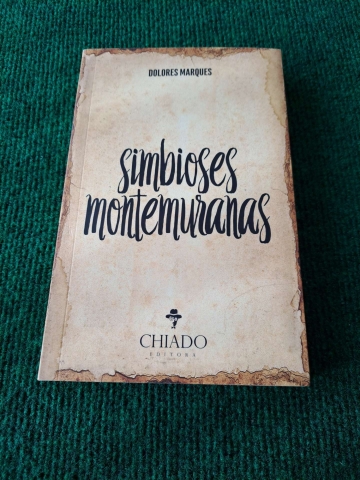 DOLORES MARQUES
simbioses
montemuranas
CHIADO
EDITORA